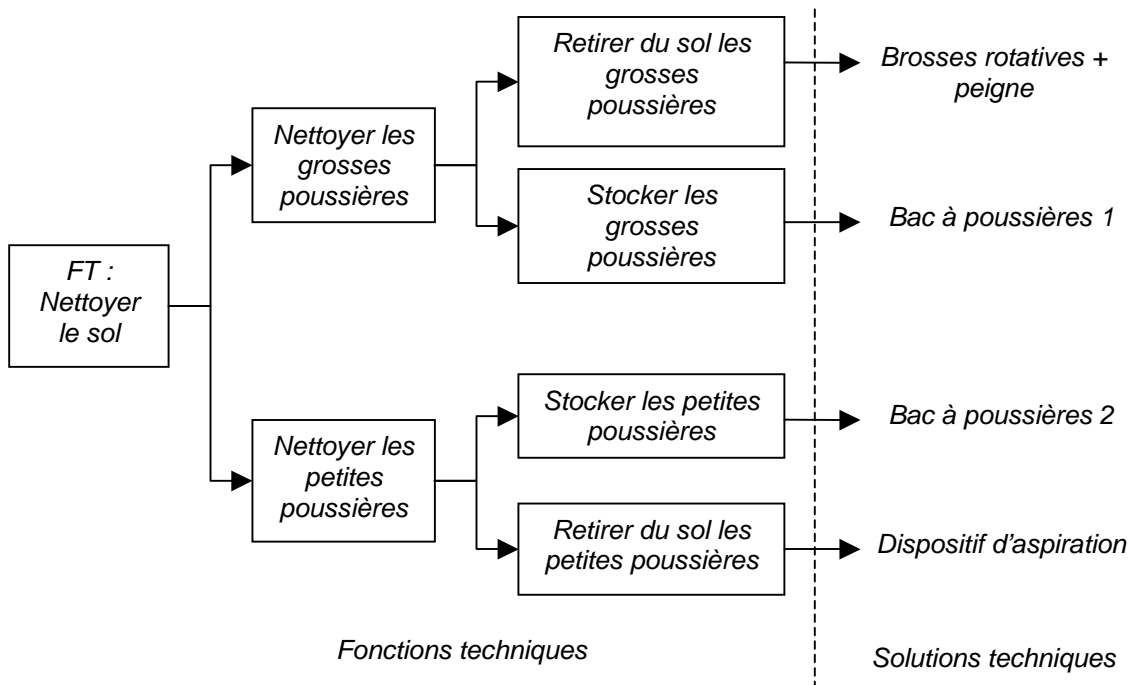 Retirer du sol les
grosses
poussières
Brosses rotatives +
peigne
Nettoyer les
grosses
poussières
Stocker les
grosses
poussières
Bac à poussières 1
FT :
Nettoyer
le sol
Stocker les petites
poussières
Bac à poussières 2
Nettoyer les
petites
poussières
Retirer du sol les
petites poussières
Dispositif d’aspiration
Fonctions techniques
Solutions techniques